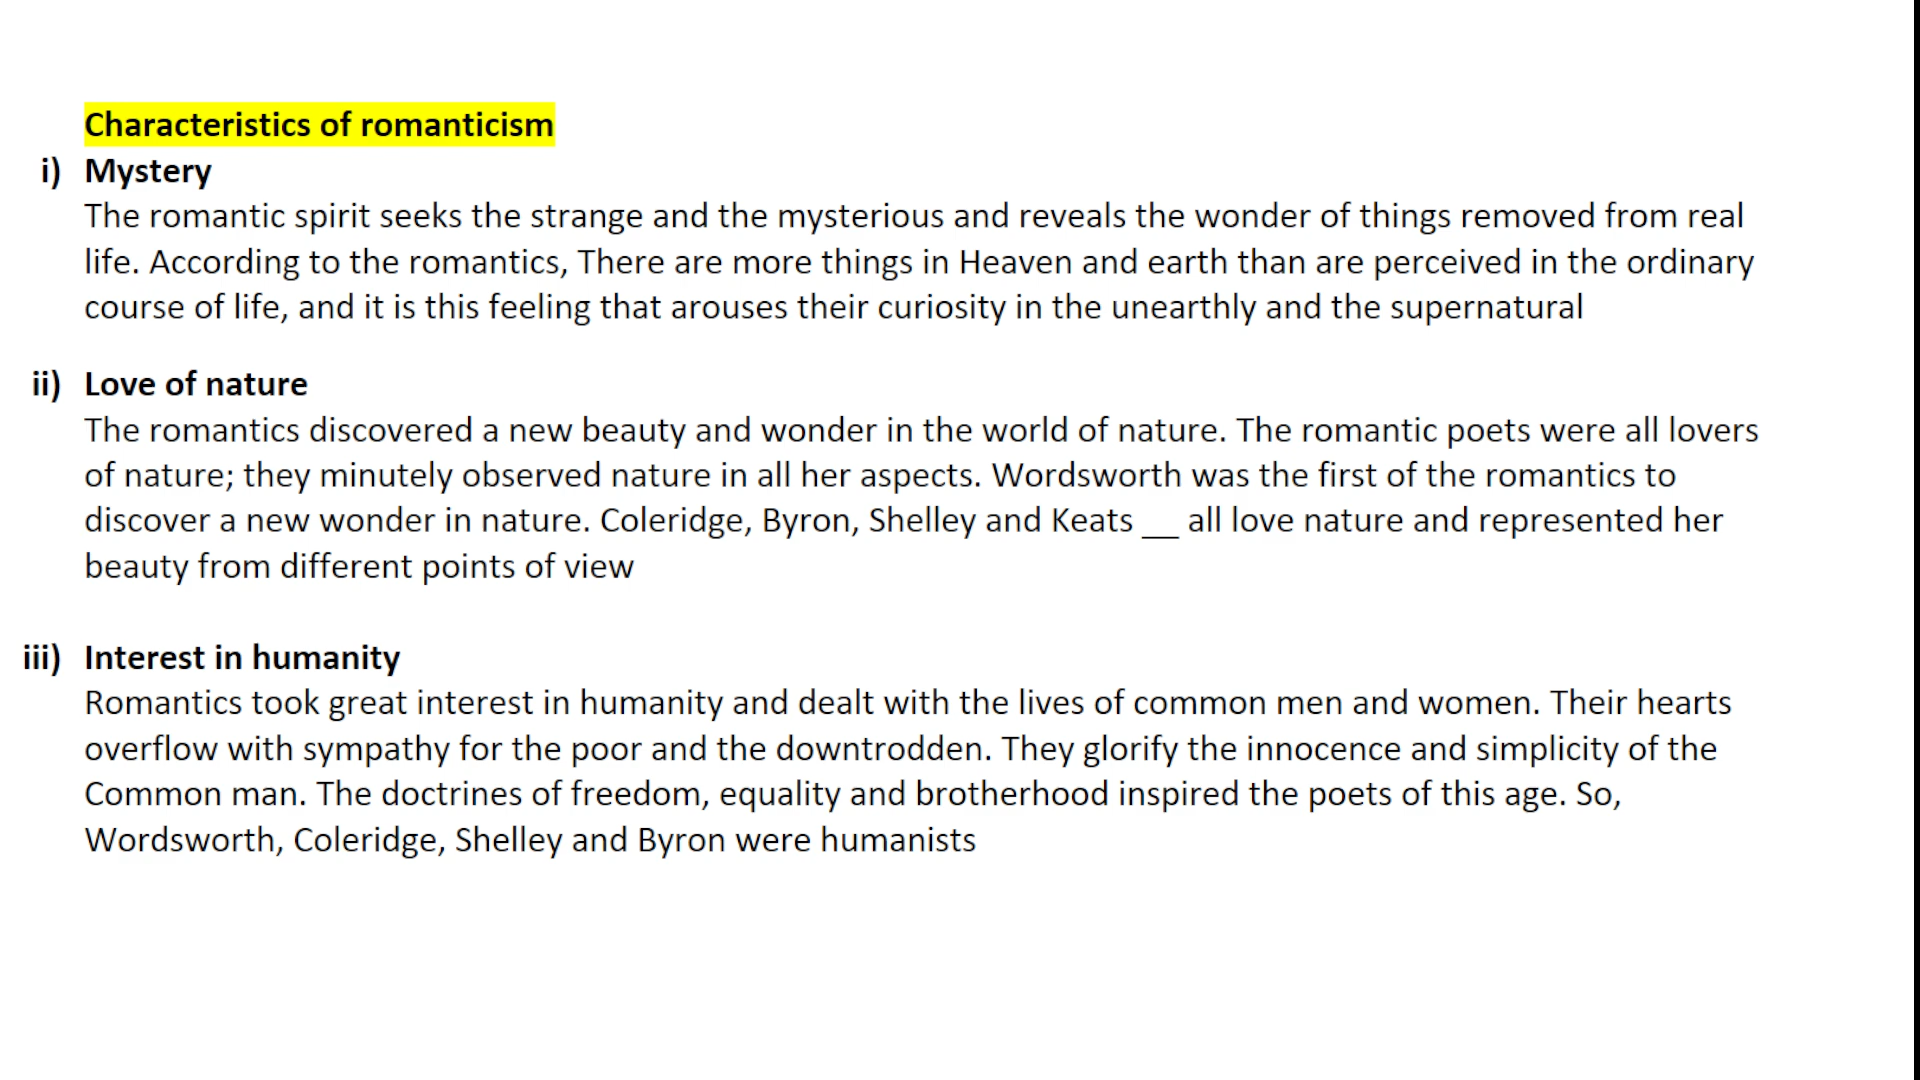 Characteristics of romanticism
i) Mystery
The romantic spirit seeks the strange and the mysterious and reveals the wonder of things removed from real
life. According to the romantics, There are more things in Heaven and earth than are perceived in the ordinary
course of life, and it is this feeling that arouses their curiosity in the unearthly and the supernatural
ii) Love of nature
The romantics discovered a new beauty and wonder in the world of nature. The romantic poets were all lovers
of nature; they minutely observed nature in all her aspects. Wordsworth was the first of the romantics to
discover a new wonder in nature. Coleridge, Byron, Shelley and Keats __ all love nature and represented her
beauty from different points of view
iii) Interest in humanity
Romantics took great interest in humanity and dealt with the lives of common men and women. Their hearts
overflow with sympathy for the poor and the downtrodden. They glorify the innocence and simplicity of the
Common man. The doctrines of freedom, equality and brotherhood inspired the poets of this age. So,
Wordsworth, Coleridge, Shelley and Byron were humanists